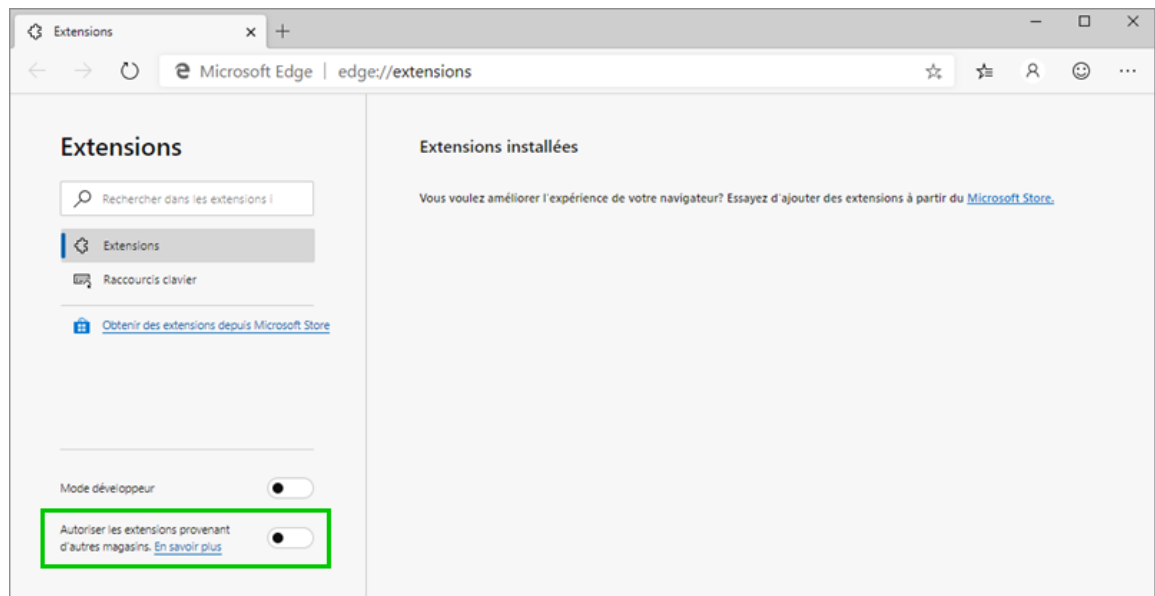 Extensions
Microsoft Edge | edge://extensions
Extensions
Rechercher dans les extensions i
Extensions
Raccourcis clavier
Obtenir des extensions depuis Microsoft Store
Mode développeur
Autoriser les extensions provenant
d'autres magasins. En savoir plus
Extensions installées
Vous voulez améliorer l'expérience de votre navigateur? Essayez d'ajouter des extensions à partir du Microsoft Store.